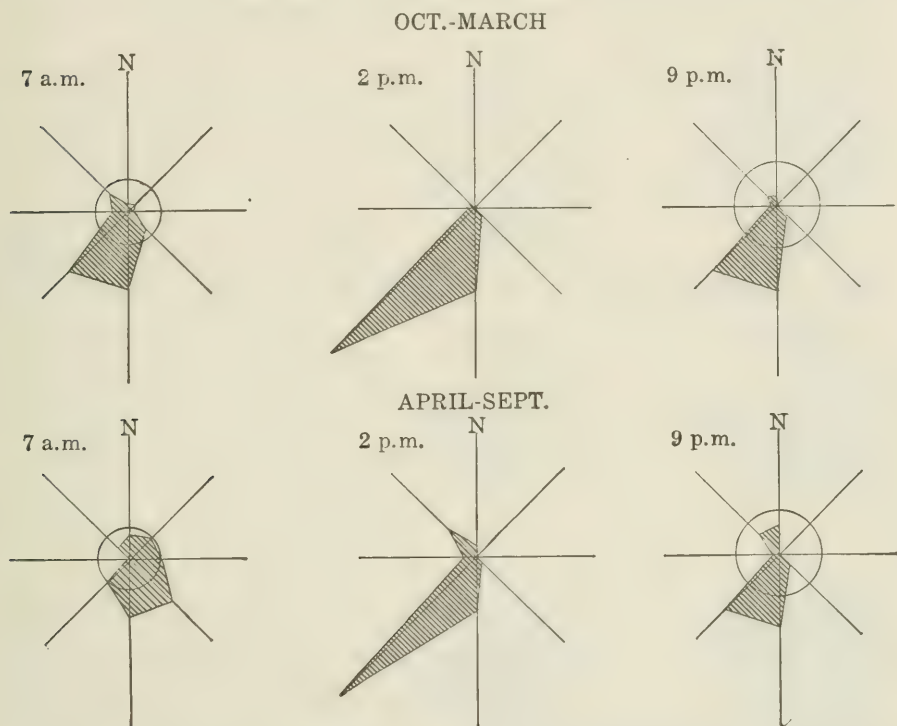 OCT.-MARCH
7 a.m. N
2 p.m. N
9 p.m. N
APRIL-SEPT.
7 a.m. N
2 p.m. N
9 p.m. N